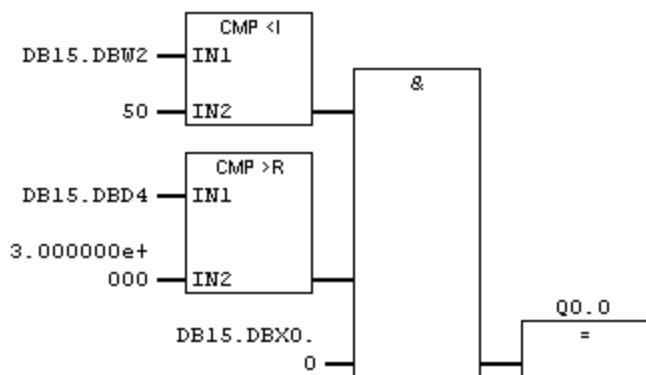 CMP <I
DB15.DBW2 IN1
50 IN2
&
CMP >R
DB15.DBD4 IN1
3.000000e+
000 IN2
Q0.0
DB15.DBX0.
=
0